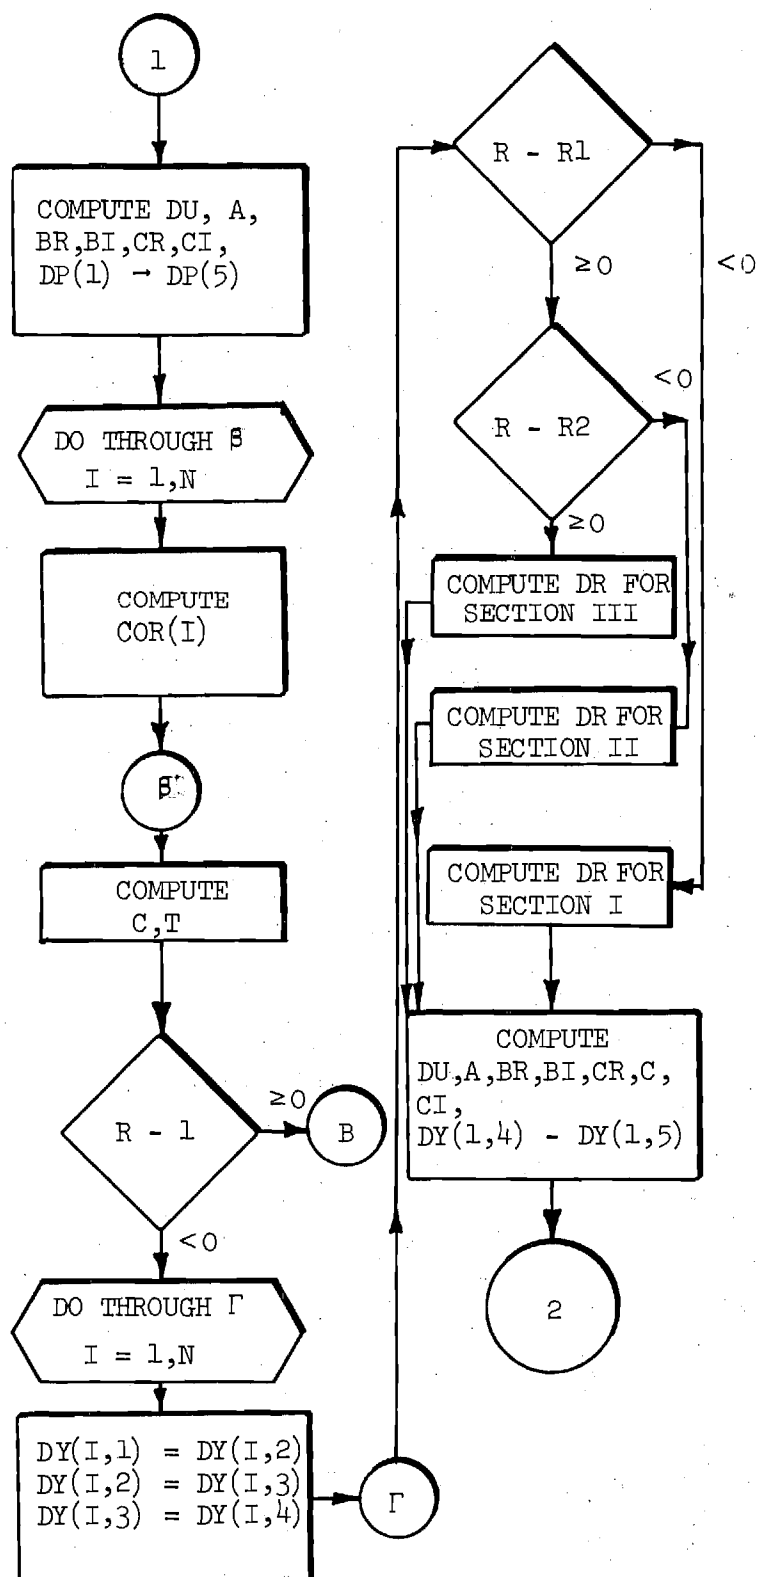 1
COMPUTE DU, A,
BR,BI,CR,CI,
DP(1) → DP(5)
DO THROUGH β
I = 1,N
COMPUTE
COR(I)
β
COMPUTE
C,T
R - 1
≥0
B
<0
DO THROUGH Γ
I = 1,N
DY(I,1) = DY(I,2)
DY(I,2) = DY(I,3)
DY(I,3) = DY(I,4)
Γ
R - R1
≥0
<0
R - R2
<0
≥0
COMPUTE DR FOR
SECTION III
COMPUTE DR FOR
SECTION II
COMPUTE DR FOR
SECTION I
COMPUTE
DU,A,BR,BI,CR,C,
CI,
DY(1,4) - DY(1,5)
2